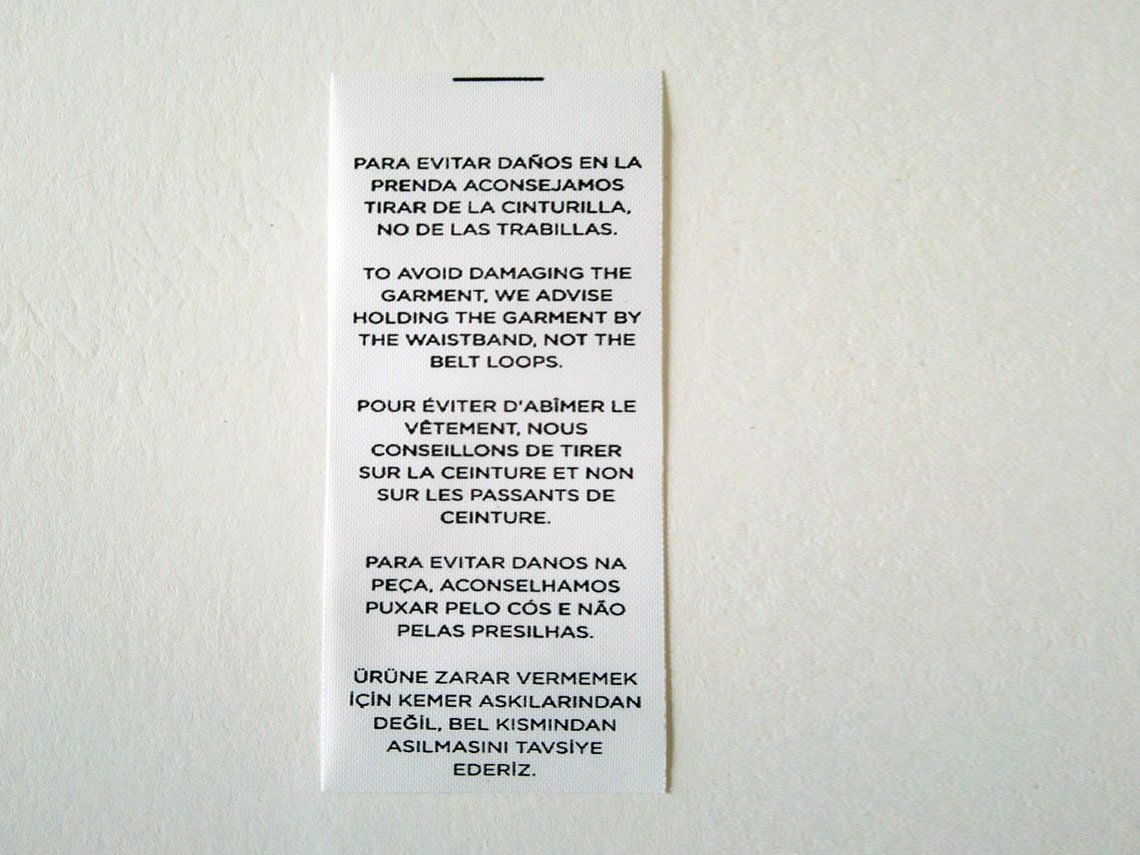 PARA EVITAR DAÑOS EN LA
PRENDA ACONSEJAMOS
TIRAR DE LA CINTURILLA,
NO DE LAS TRABILLAS.
TO AVOID DAMAGING THE
GARMENT, WE ADVISE
HOLDING THE GARMENT BY
THE WAISTBAND, NOT THE
BELT LOOPS.
POUR ÉVITER D'ABÎMER LE
VÊTEMENT, NOUS
CONSEILLONS DE TIRER
SUR LA CEINTURE ET NON
SUR LES PASSANTS DE
CEINTURE.
PARA EVITAR DANOS NA
PEÇA, ACONSELHAMOS
PUXAR PELO CÓS E NÃO
PELAS PRESILHAS.
ÜRÜNE ZARAR VERMEMEK
İÇİN KEMER ASKILARINDAN
DEĞİL, BEL KISMINDAN
ASILMASINI TAVSİYE
EDERİZ.